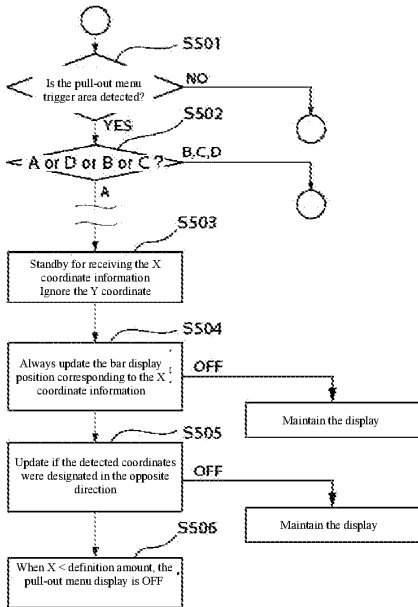 S501
Is the pull-out menu
trigger area detected?
NO
YES
S502
A or D or B or C ?
B,C,D
A
S503
Standby for receiving the X
coordinate information
Ignore the Y coordinate
S504
Always update the bar display
position corresponding to the X
coordinate information
OFF
Maintain the display
S505
Update if the detected coordinates
were designated in the opposite
direction
OFF
Maintain the display
S506
When X < definition amount, the
pull-out menu display is OFF